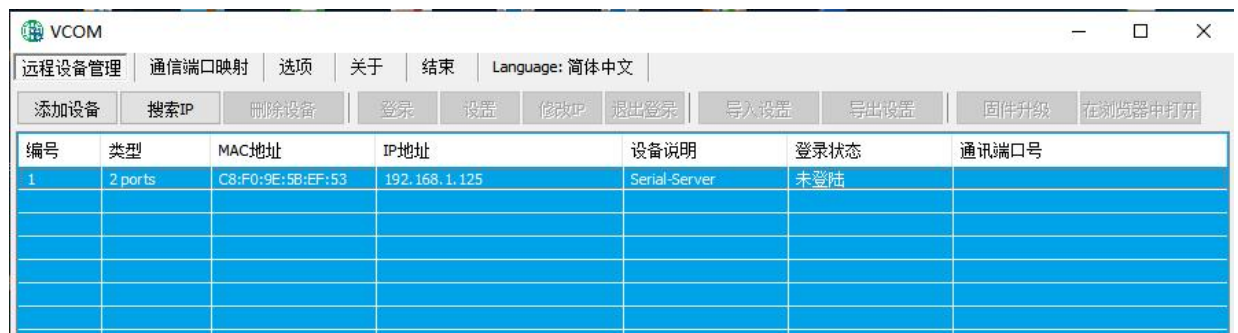 VCOM
远程设备管理 通信端口映射 选项 关于 结束 Language: 简体中文
添加设备 搜索IP 删除设备 登录 设置 修改IP 退出登录 导入设置 导出设置 固件升级 在浏览器中打开
编号 类型 MAC地址 IP地址 设备说明 登录状态 通讯端口号
1 2 ports C8:F0:9E:5B:EF:53 192.168.1.125 Serial-Server 未登陆